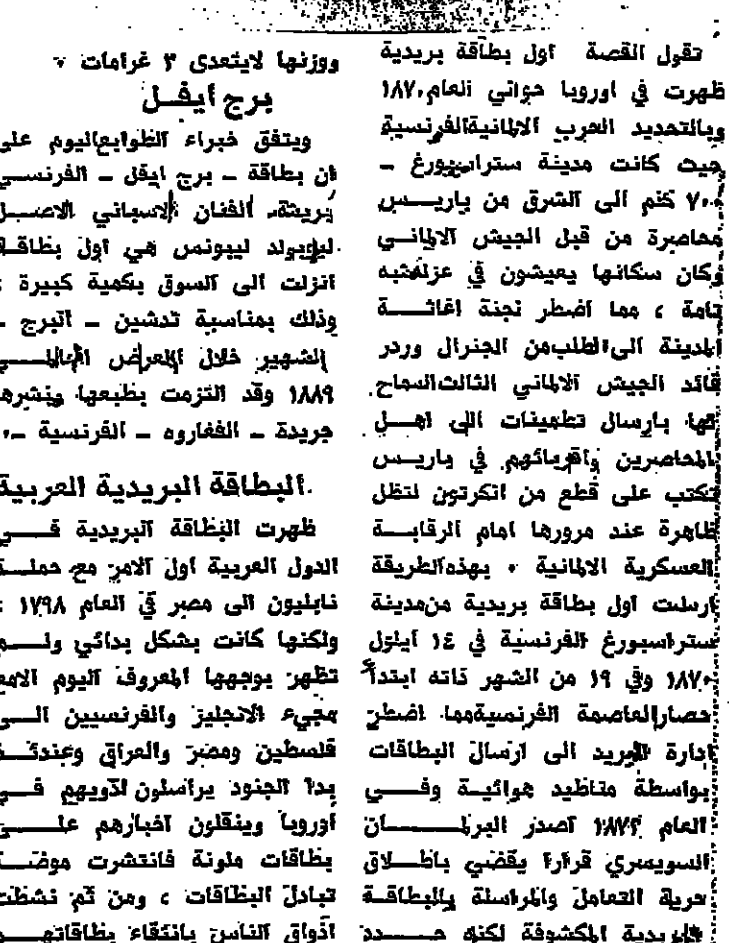 تقول القصة اول بطاقة بريدية
ظهرت في اوروبا حوالي العام ١٨٧٠
وبالتحديد الحرب الالمانية الفرنسية
حيث كانت مدينة ستراسبورغ –
٧٠٠ كلم الى الشرق من باريس
محاصرة من قبل الجيش الالماني
وكان سكانها يعيشون في عزلة شبه
تامة ، مما اضطر لجنة اغاثة
المدينة الى الطلب من الجنرال وردر
قائد الجيش الالماني الثالث السماح
لها بارسال تطمينات الى اهل
المحاصرين واقربائهم في باريس
تكتب على قطع من الكرتون لتظل
ظاهرة عند مرورها امام الرقابة
العسكرية الالمانية . بهذه الطريقة
ارسلت اول بطاقة بريدية من مدينة
ستراسبورغ الفرنسية في ١٤ ايلول
١٨٧٠ وفي ١٩ من الشهر ذاته ابتدأ
حصار العاصمة الفرنسية مما اضطر
ادارة البريد الى ارسال البطاقات
بواسطة مناطيد هوائية وفي
العام اصدر البرلمان
السويسري قرارا يقضي باطلاق
حرية التعامل والمراسلة بالبطاقة
البريدية المكشوفة لكنه حدد
ووزنها لايتعدى ٣ غرامات .
برج أيفل
ويتفق خبراء الطوابع اليوم على
ان بطاقة – برج ايفل – الفرنسي
بريشة الفنان الاسباني الاصل
ليوبولد ليبونس هي اول بطاقة
انزلت الى السوق بكمية كبيرة ؛
وذلك بمناسبة تدشين – البرج –
الشهير خلال المعرض العالمي
١٨٨٩ وقد التزمت بطبعها ونشرها
جريدة – الفغارو – الفرنسية –.
البطاقة البريدية العربية
ظهرت البطاقة البريدية في
الدول العربية اول الامر مع حملة
نابليون الى مصر في العام ١٧٩٨ ؛
ولكنها كانت بشكل بدائي ولم
تظهر بوجهها المعروف اليوم الامع
مجيء الانجليز والفرنسيين الى
فلسطين ومصر والعراق وعندئذ
بدا الجنود يراسلون لذويهم في
اوروبا وينقلون اخبارهم على
بطاقات ملونة فانتشرت موضة
تبادل البطاقات ، ومن ثم نشطت
اذواق الناس بانتقاء بطاقاتهم